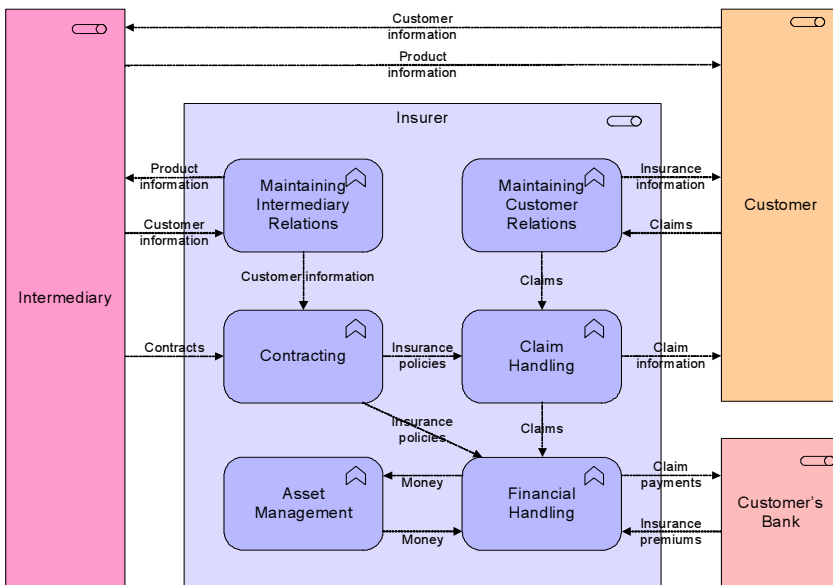 Customer
information
Product
information
Insurer
Product
information
Maintaining
Intermediary
Relations
Maintaining
Customer
Relations
Insurance
information
Customer
Customer
information
Claims
Customer information
Claims
Intermediary
Contracts
Contracting
Insurance
policies
Claim
Handling
Claim
information
Insurance
policies
Claims
Asset
Management
Money
Money
Financial
Handling
Claim
payments
Insurance
premiums
Customer's
Bank